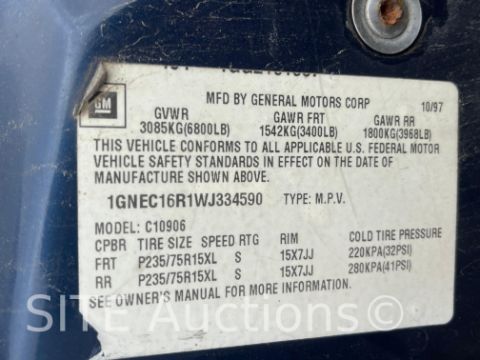 GM
MFD BY GENERAL MOTORS CORP 10/97
GVWR GAWR FRT GAWR RR
3085KG(6800LB) 1542KG(3400LB) 1800KG(3968LB)
THIS VEHICLE CONFORMS TO ALL APPLICABLE U.S. FEDERAL MOTOR
VEHICLE SAFETY STANDARDS IN EFFECT ON THE DATE OF
MANUFACTURE SHOWN ABOVE.
1GNEC16R1WJ334590 TYPE: M.P.V.
MODEL: C10906
CPBR TIRE SIZE SPEED RTG RIM COLD TIRE PRESSURE
FRT P235/75R15XL S 15X7JJ 220KPA(32PSI)
RR P235/75R15XL S 15X7JJ 280KPA(41PSI)
SEE OWNER'S MANUAL FOR MORE INFORMATION.
State Auctions